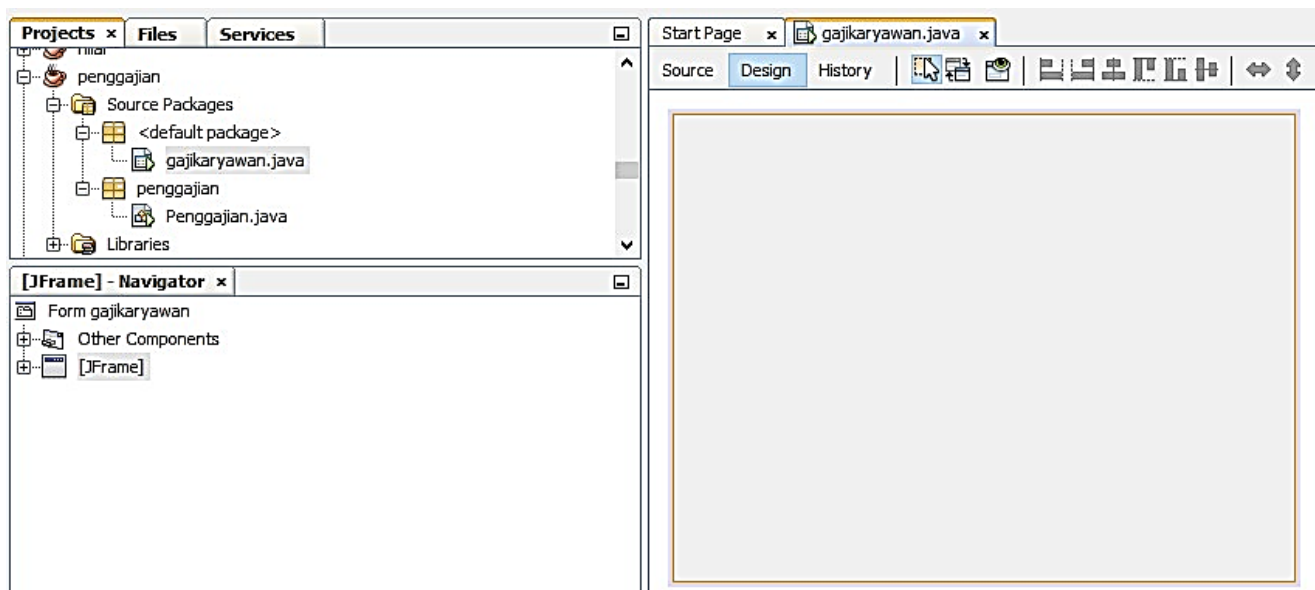 Projects × Files Services
nilai
penggajian
Source Packages
<default package>
gajikaryawan.java
penggajian
Penggajian.java
Libraries
[JFrame] - Navigator ×
Form gajikaryawan
Other Components
[JFrame]
Start Page × gajikaryawan.java ×
Source Design History